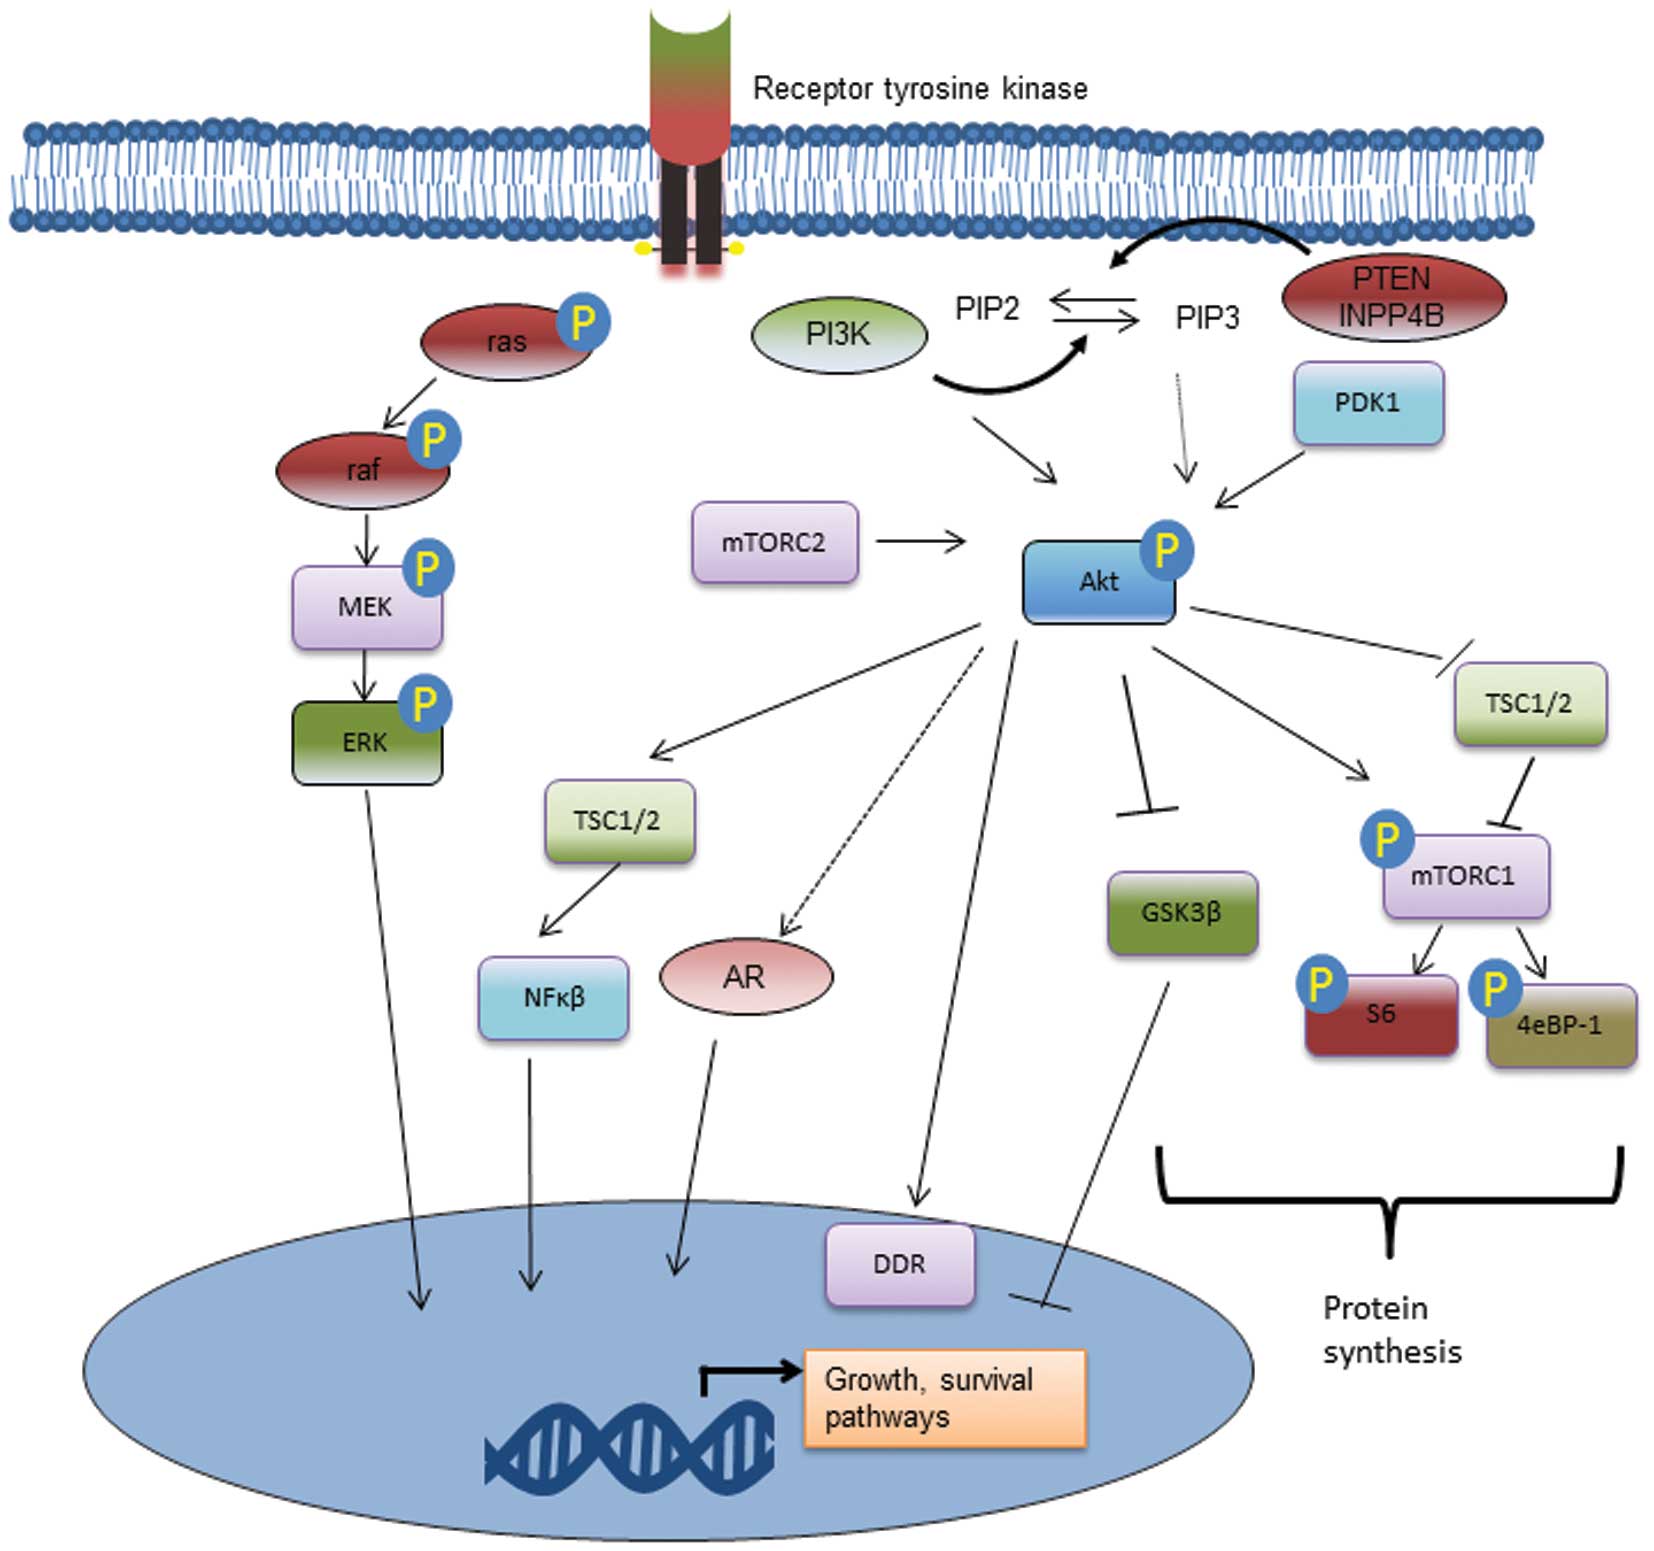 Receptor tyrosine kinase
PTEN
INPP4B
PIP2
PIP3
PI3K
ras
P
PDK1
raf
P
mTORC2
Akt
P
MEK
P
ERK
P
TSC1/2
TSC1/2
P
mTORC1
GSK3β
NFκβ
AR
P
S6
P
4eBP-1
DDR
Protein
synthesis
Growth, survival
pathways